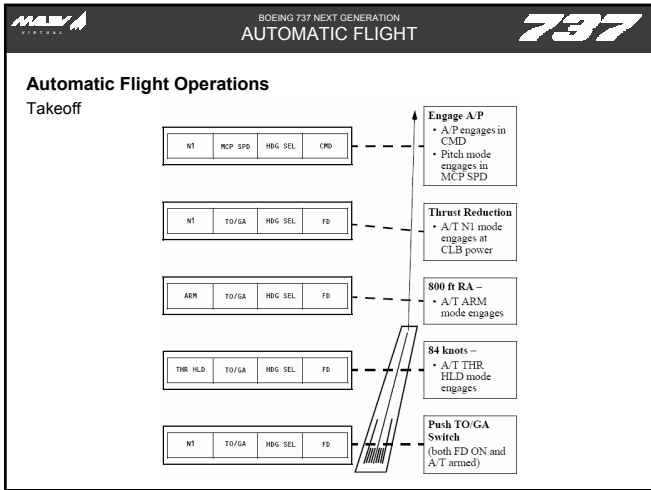 MALEV
VIRTUAL
BOEING 737 NEXT GENERATION
AUTOMATIC FLIGHT
737
Automatic Flight Operations
Takeoff
N1 MCP SPD HDG SEL CMD
Engage A/P
• A/P engages in
CMD
• Pitch mode
engages in
MCP SPD
N1 TO/GA HDG SEL FD
Thrust Reduction
• A/T N1 mode
engages at
CLB power
ARM TO/GA HDG SEL FD
800 ft RA –
• A/T ARM
mode engages
THR HLD TO/GA HDG SEL FD
84 knots –
• A/T THR
HLD mode
engages
N1 TO/GA HDG SEL FD
Push TO/GA
Switch
(both FD ON and
A/T armed)